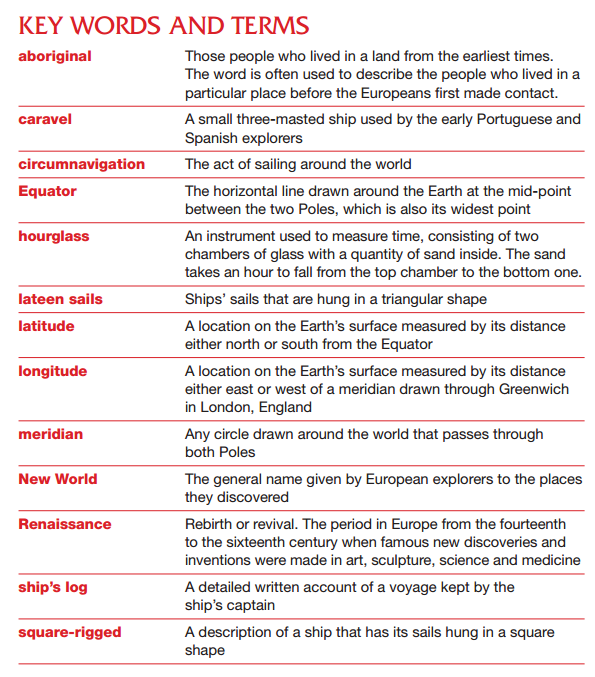 KEY WORDS AND TERMS
aboriginal Those people who lived in a land from the earliest times.
The word is often used to describe the people who lived in a
particular place before the Europeans first made contact.
caravel A small three-masted ship used by the early Portuguese and
Spanish explorers
circumnavigation The act of sailing around the world
Equator The horizontal line drawn around the Earth at the mid-point
between the two Poles, which is also its widest point
hourglass An instrument used to measure time, consisting of two
chambers of glass with a quantity of sand inside. The sand
takes an hour to fall from the top chamber to the bottom one.
lateen sails Ships’ sails that are hung in a triangular shape
latitude A location on the Earth’s surface measured by its distance
either north or south from the Equator
longitude A location on the Earth’s surface measured by its distance
either east or west of a meridian drawn through Greenwich
in London, England
meridian Any circle drawn around the world that passes through
both Poles
New World The general name given by European explorers to the places
they discovered
Renaissance Rebirth or revival. The period in Europe from the fourteenth
to the sixteenth century when famous new discoveries and
inventions were made in art, sculpture, science and medicine
ship’s log A detailed written account of a voyage kept by the
ship’s captain
square-rigged A description of a ship that has its sails hung in a square
shape